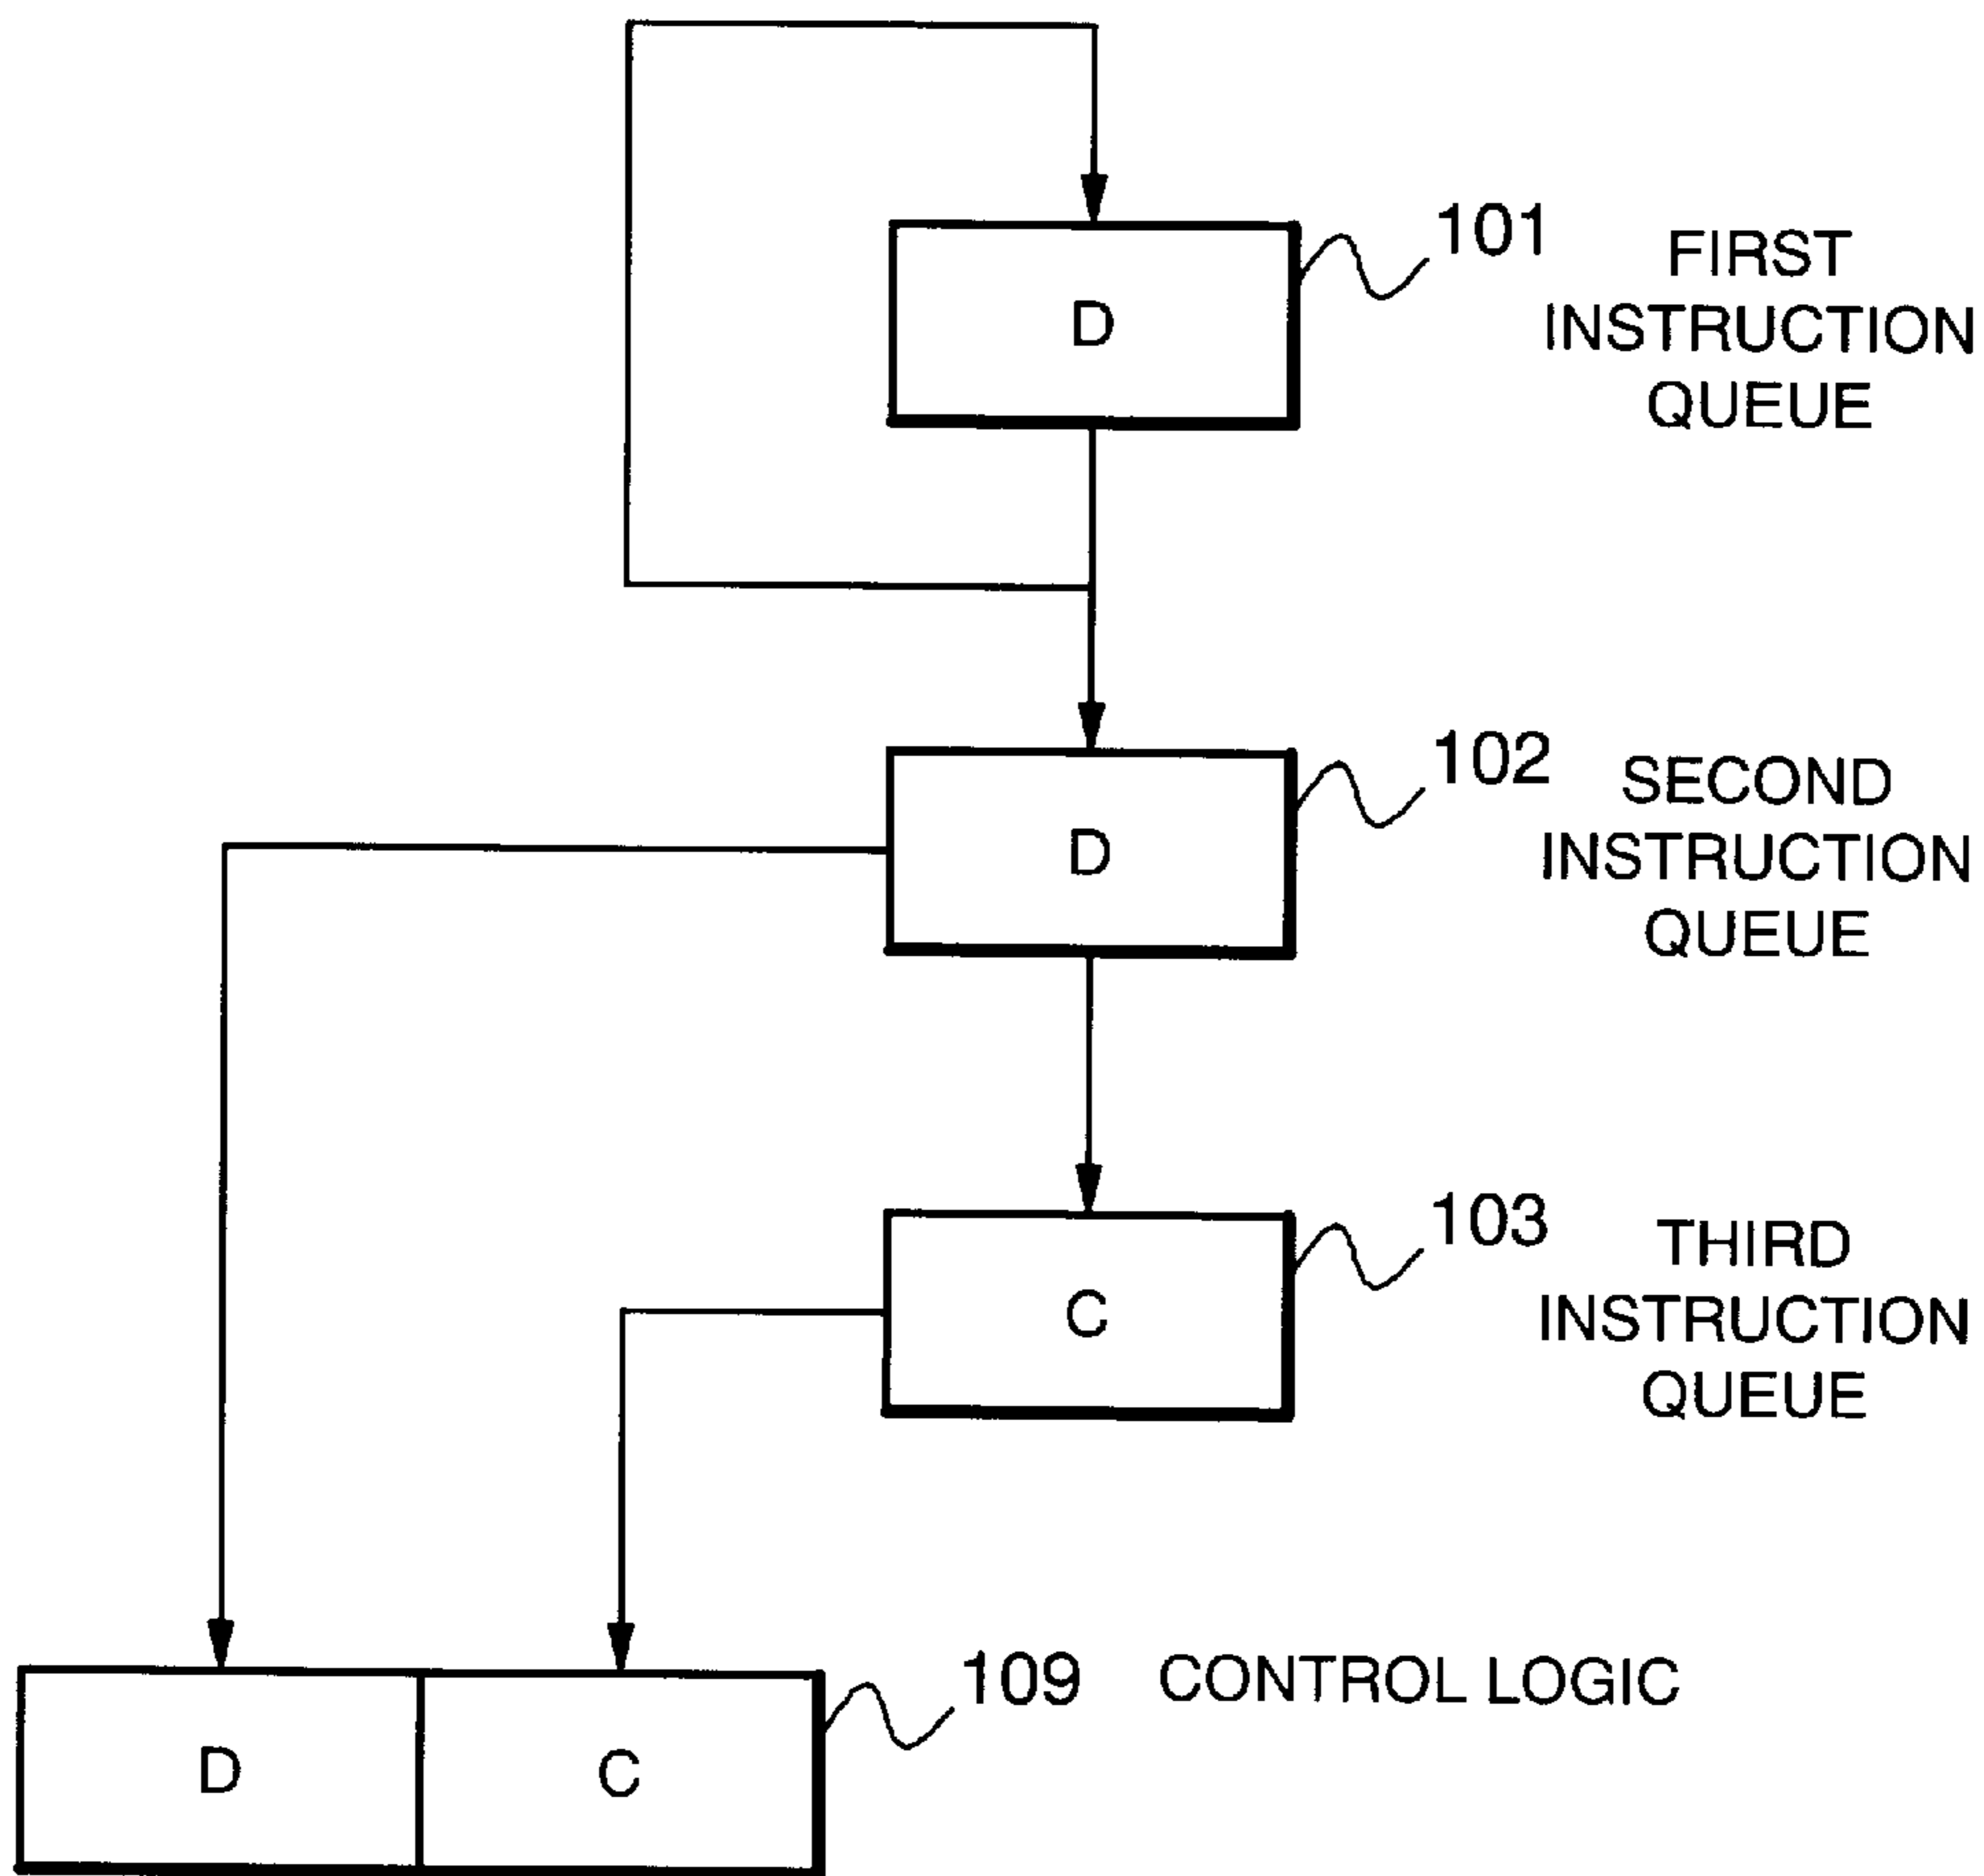 101
FIRST
INSTRUCTION
QUEUE
D
102
SECOND
INSTRUCTION
QUEUE
D
103
THIRD
INSTRUCTION
QUEUE
C
109 CONTROL LOGIC
D C